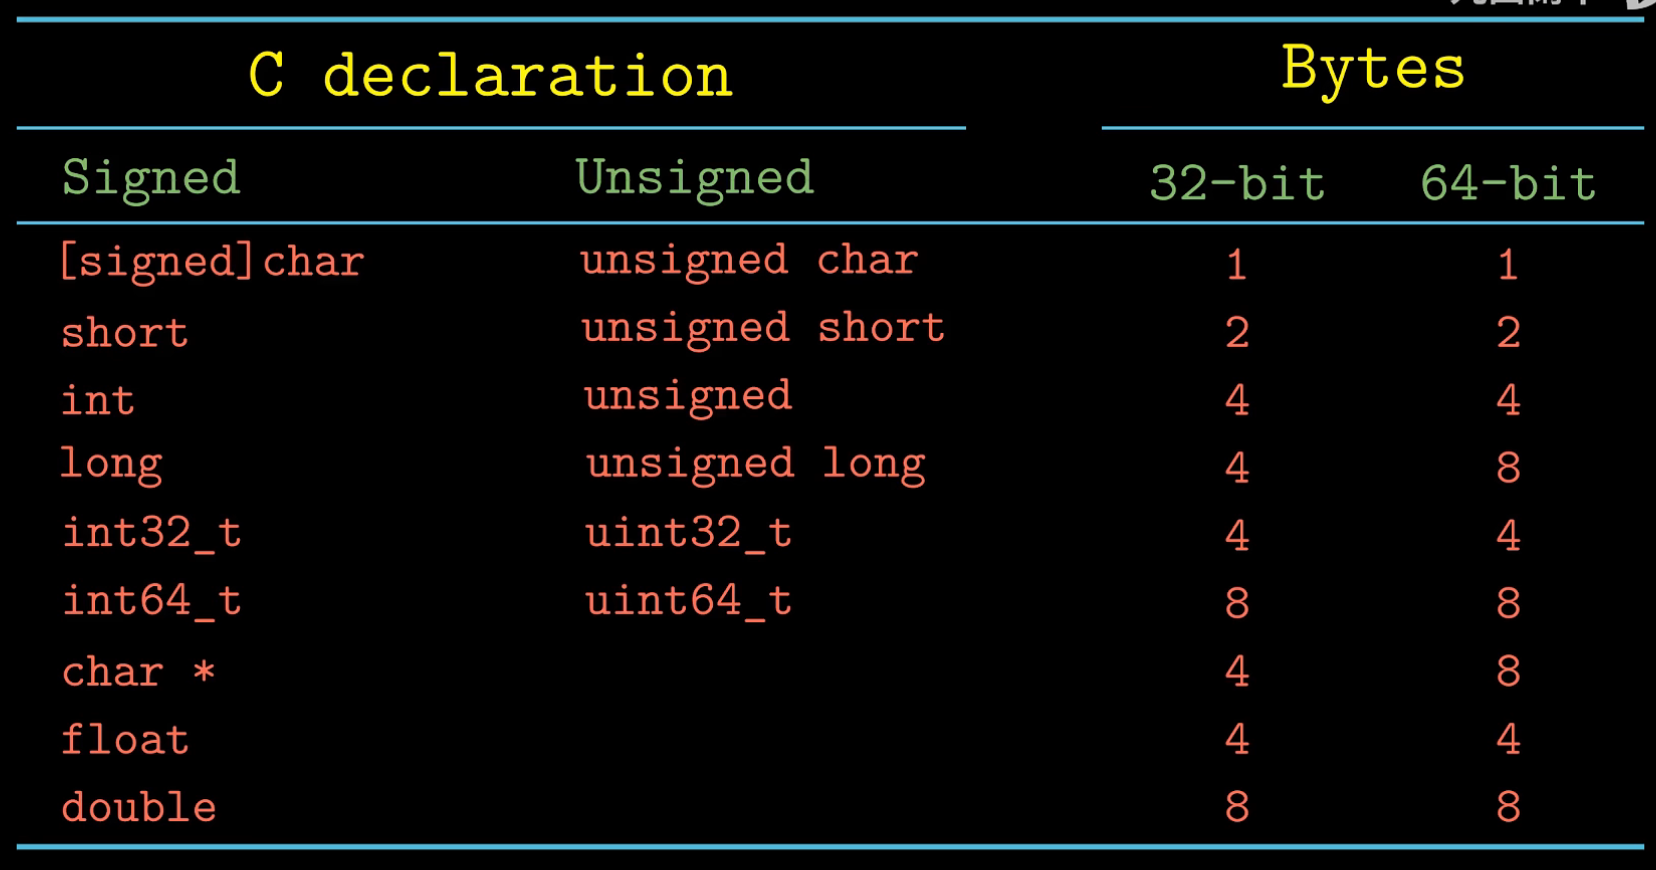 C declaration Bytes
Signed Unsigned 32-bit 64-bit
[signed]char unsigned char 1 1
short unsigned short 2 2
int unsigned 4 4
long unsigned long 4 8
int32_t uint32_t 4 4
int64_t uint64_t 8 8
char * 4 8
float 4 4
double 8 8